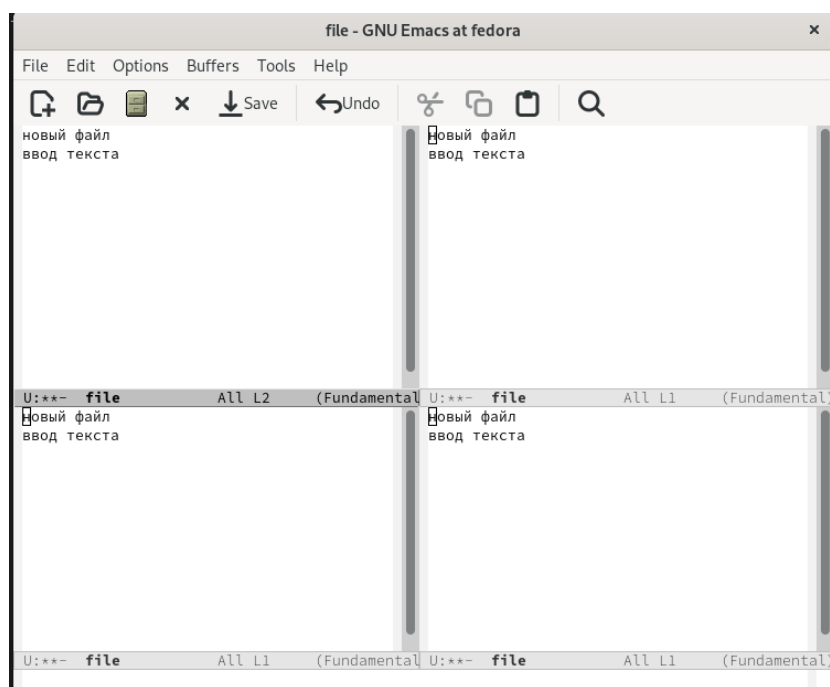 file - GNU Emacs at fedora
File Edit Options Buffers Tools Help
Save Undo
новый файл
ввод текста
новый файл
ввод текста
U:**- file All L2 (Fundamental
U:**- file All L1 (Fundamental)
новый файл
ввод текста
новый файл
ввод текста
U:**- file All L1 (Fundamental
U:**- file All L1 (Fundamental)